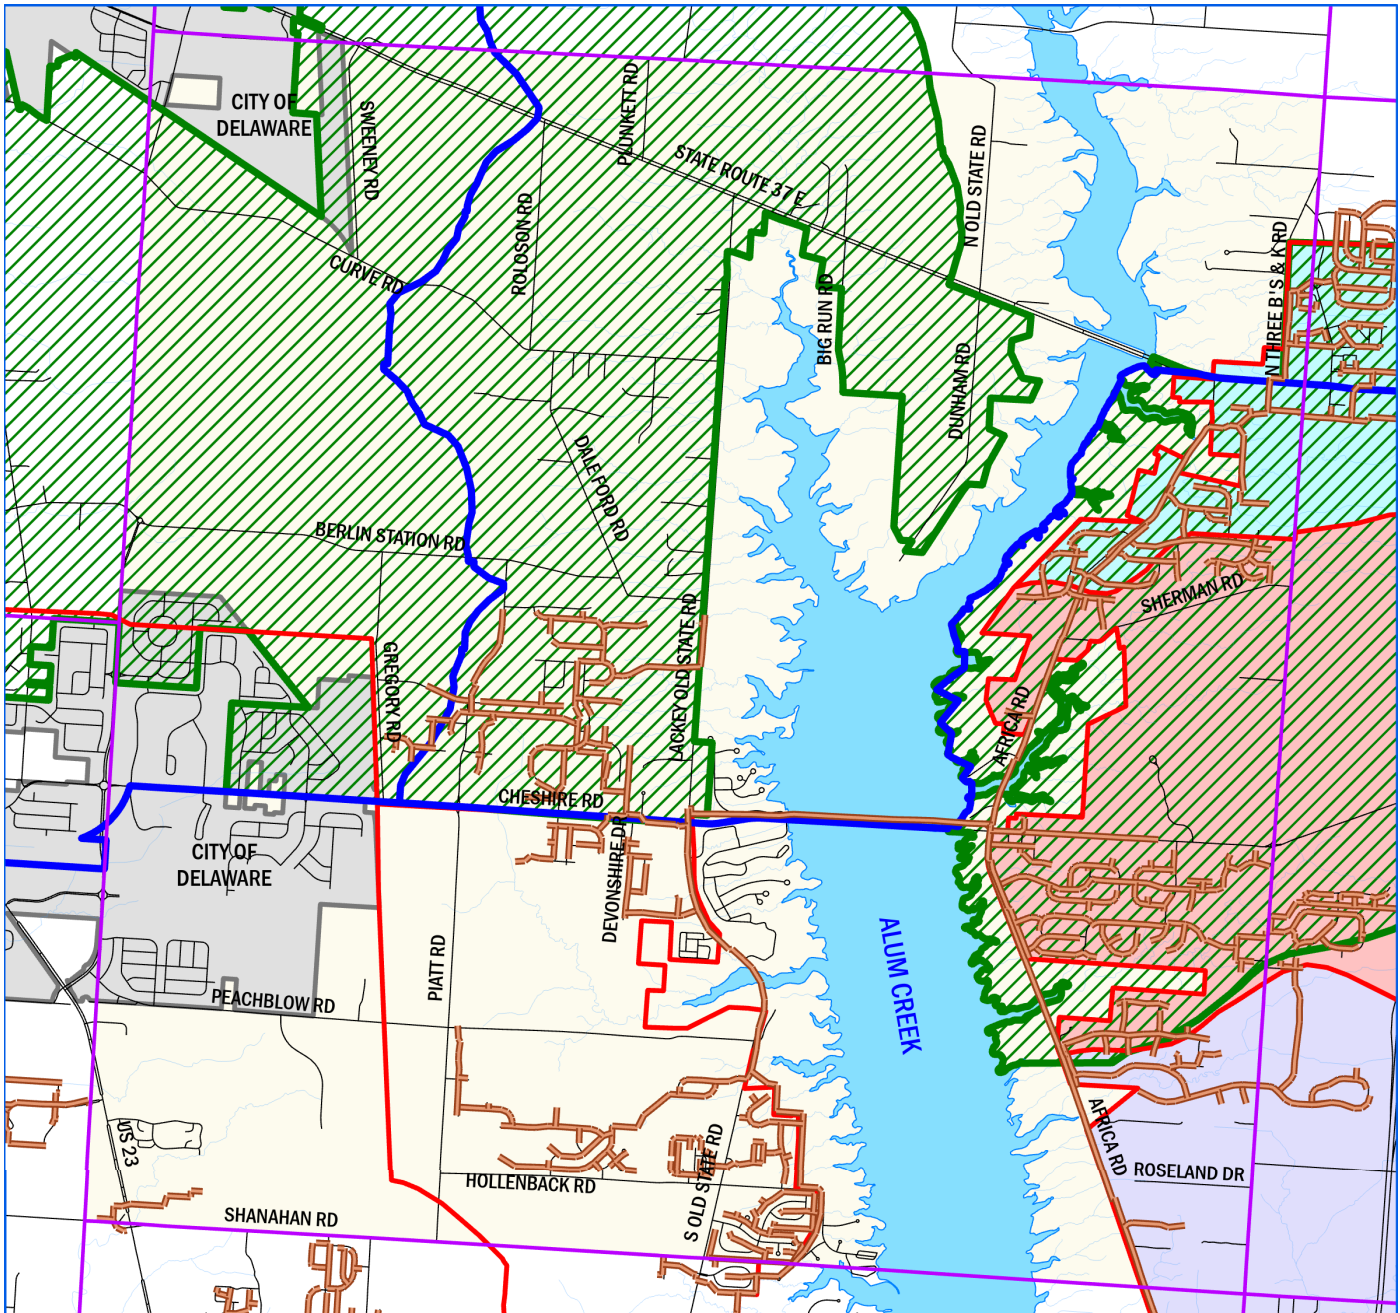 CITY OF
DELAWARE
SWEENEY RD
PLUNKETT RD
STATE ROUTE 37 E
N OLD STATE RD
ROLOSON RD
CURVE RD
BIG RUN RD
N THREE B'S & K RD
DUNHAM RD
DALE FORD RD
BERLIN STATION RD
SHERMAN RD
LACKEY OLD STATE RD
GREGORY RD
AFRICA RD
CHESHIRE RD
DEVONSHIRE DR
CITY OF
DELAWARE
ALUM CREEK
PIATT RD
PEACHBLOW RD
US 23
S OLD STATE RD
AFRICA RD
ROSELAND DR
HOLLENBACK RD
SHANAHAN RD